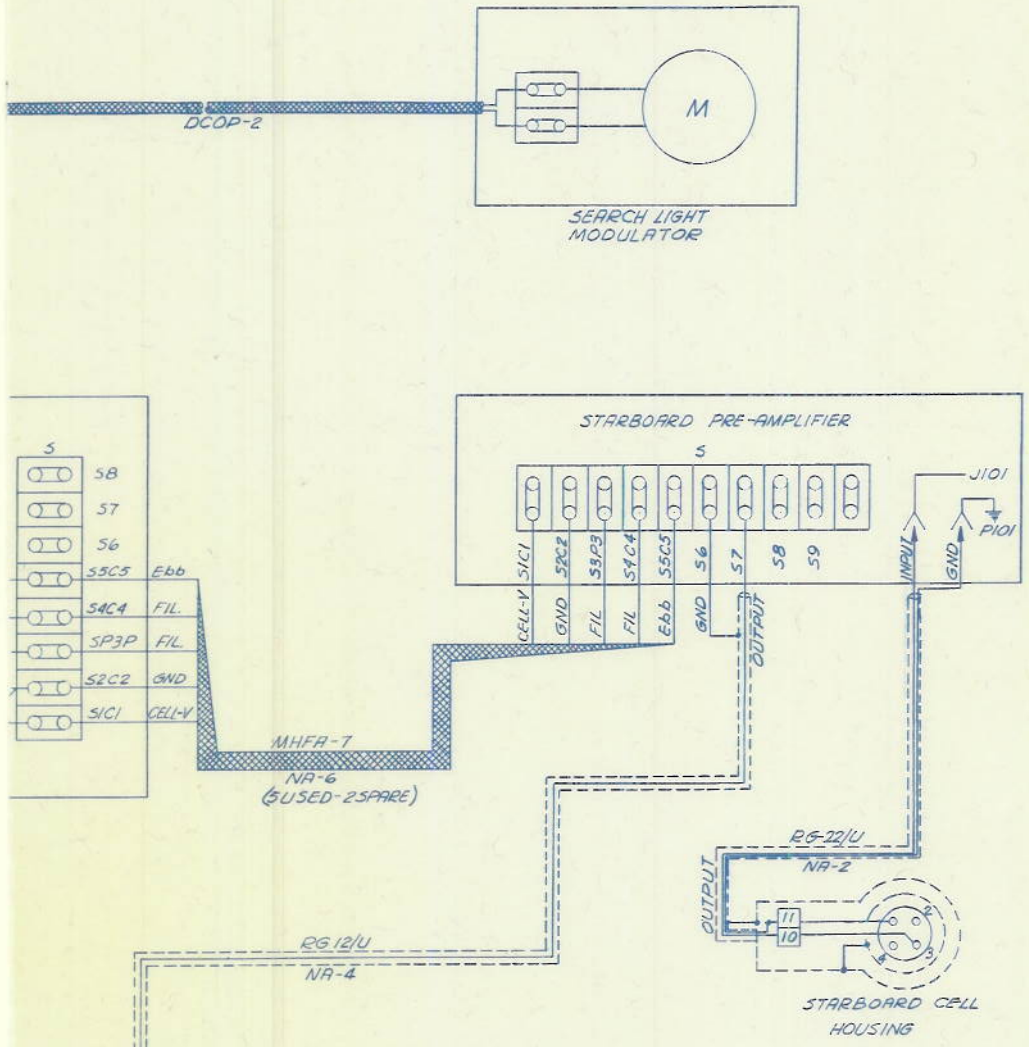 DCOP-2
M
SEARCH LIGHT
MODULATOR
S
S8
S7
S6
S5C5 Ebb
S4C4 FIL.
SP3P FIL.
S2C2 GND
S1C1 CELL-V
MHFA-7
NA-6
(5USED-2SPARE)
STARBOARD PRE-AMPLIFIER
S
J101
P101
CELL-V S1C1
GND S2C2
FIL S3P3
FIL S4C4
Ebb S5C5
GND S6
S7
OUTPUT
S8
S9
INPUT
GND
RG-22/U
NA-2
OUTPUT
11
10
2
3
4
RG 12/U
NA-4
STARBOARD CELL
HOUSING